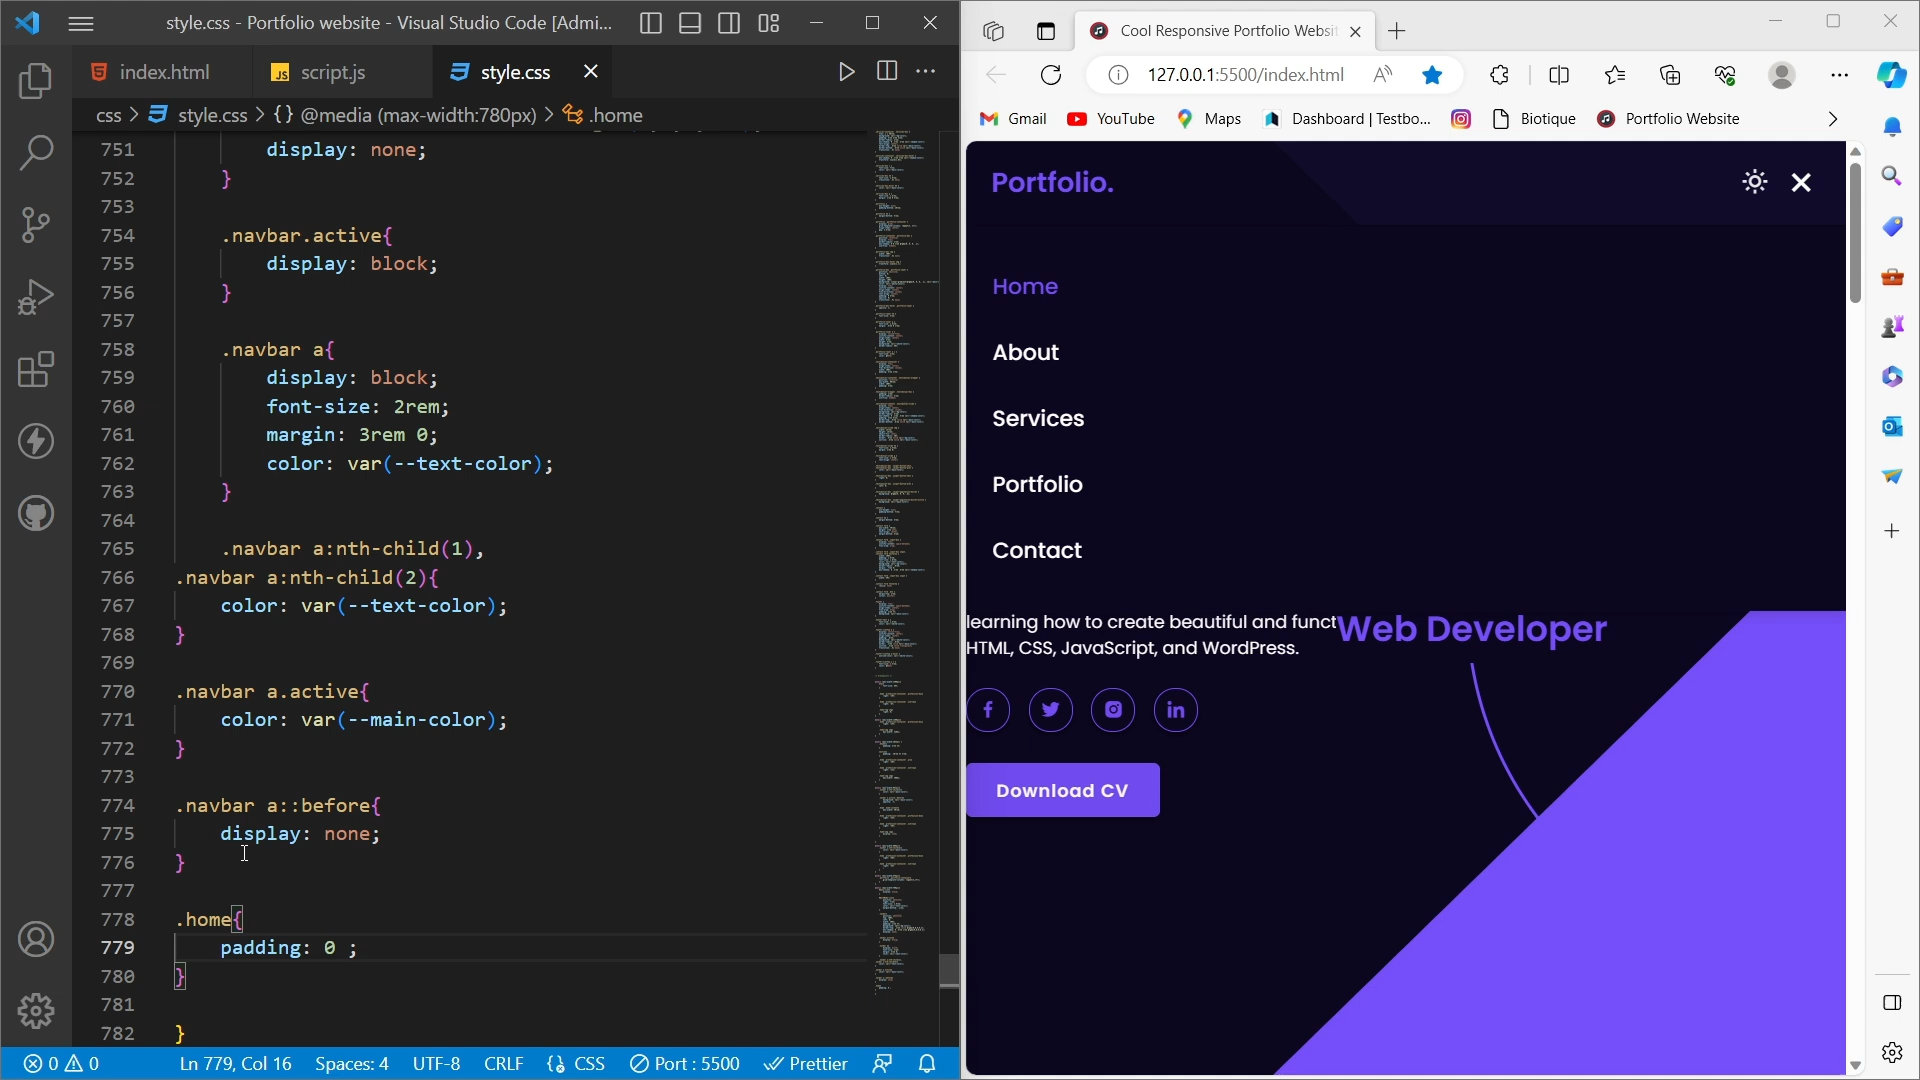 style.css - Portfolio website - Visual Studio Code [Admi...
index.html
JS script.js
style.css
css > style.css > {} @media (max-width:780px) > .home
751 display: none;
752 }
753
754 .navbar.active{
755 display: block;
756 }
757
758 .navbar a{
759 display: block;
760 font-size: 2rem;
761 margin: 3rem 0;
762 color: var(--text-color);
763 }
764
765 .navbar a:nth-child(1),
766 .navbar a:nth-child(2){
767 color: var(--text-color);
768 }
769
770 .navbar a.active{
771 color: var(--main-color);
772 }
773
774 .navbar a::before{
775 display: none;
776 }
777
778 .home{
779 padding: 0 ;
780 }
781
782 }
0 0 Ln 779, Col 16 Spaces: 4 UTF-8 CRLF {} CSS Port : 5500 Prettier
Cool Responsive Portfolio Websit
127.0.0.1:5500/index.html
Gmail YouTube Maps Dashboard | Testbo... Biotique Portfolio Website
Portfolio.
Home
About
Services
Portfolio
Contact
learning how to create beautiful and funct
HTML, CSS, JavaScript, and WordPress.
Web Developer
Download CV